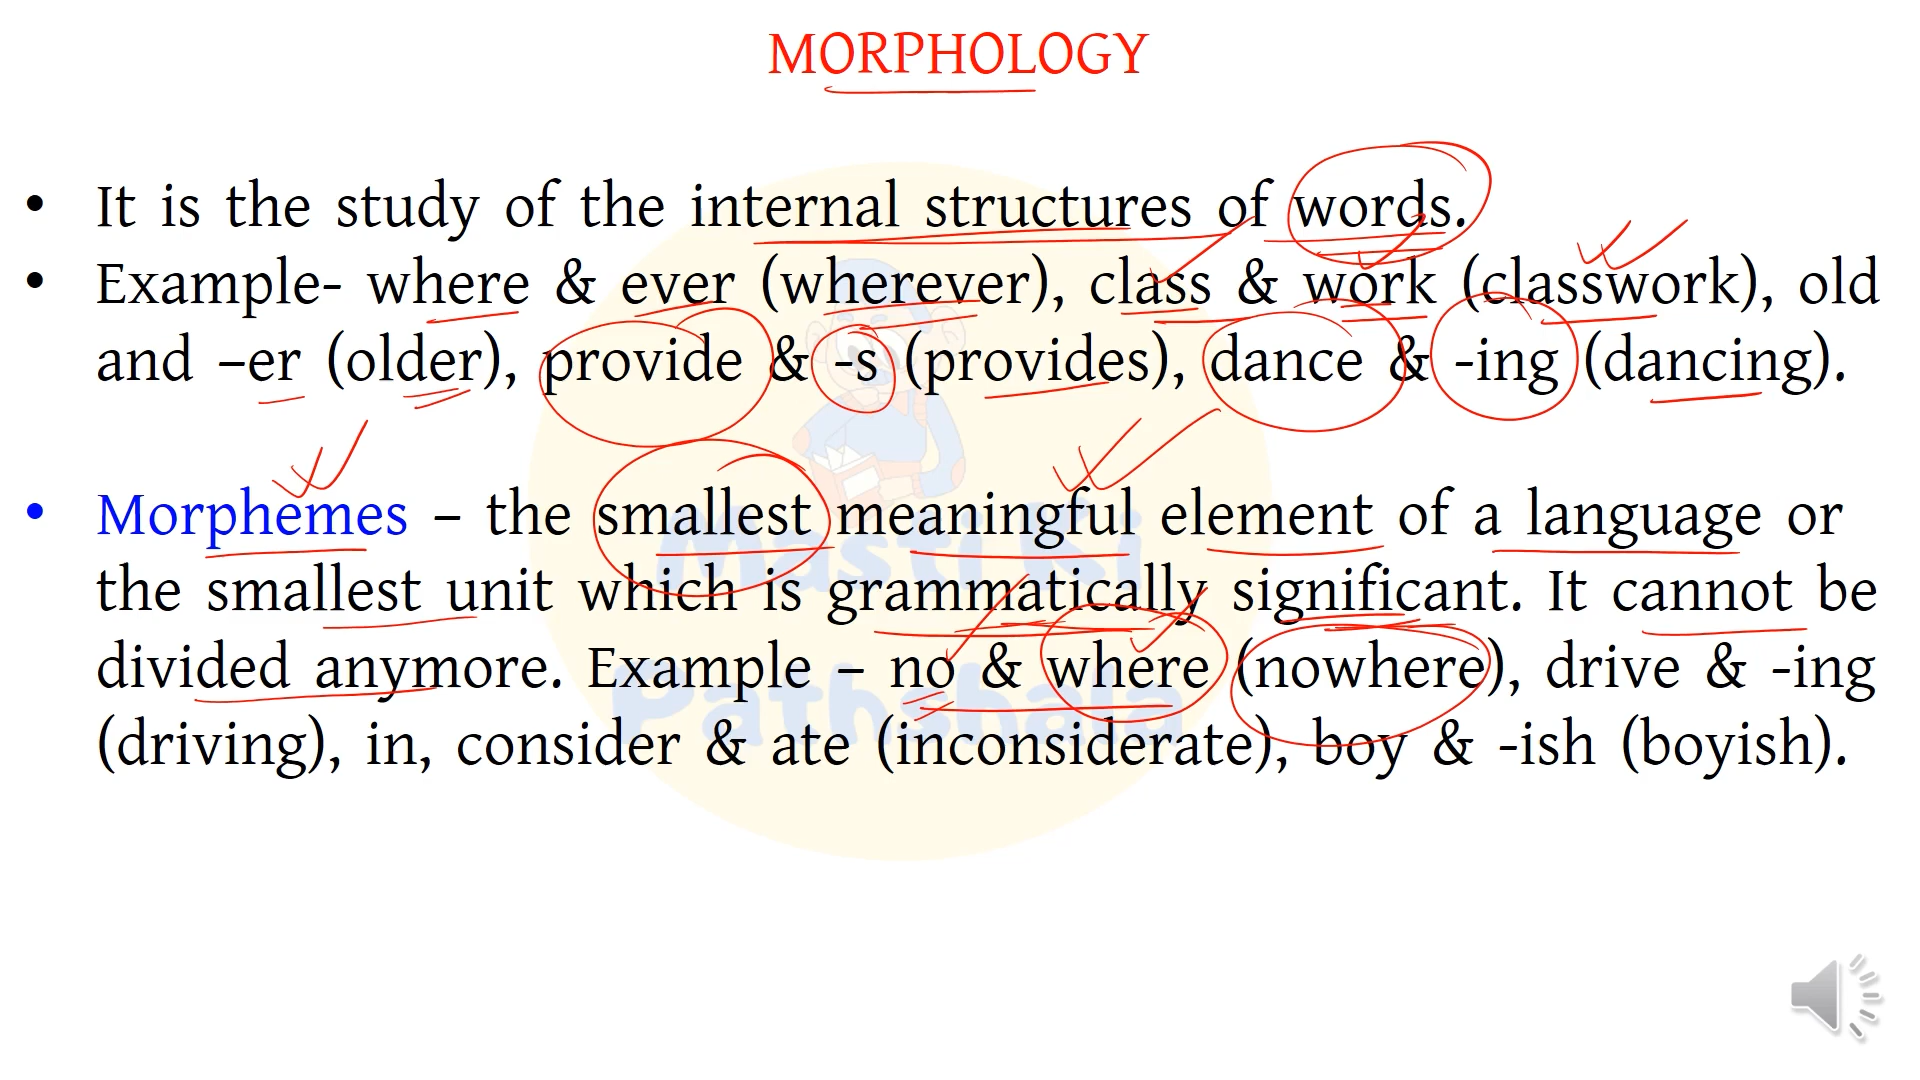 MORPHOLOGY
• It is the study of the internal structures of words.
• Example- where & ever (wherever), class & work (classwork), old
and –er (older), provide & -s (provides), dance & -ing (dancing).
• Morphemes – the smallest meaningful element of a language or
the smallest unit which is grammatically significant. It cannot be
divided anymore. Example – no & where (nowhere), drive & -ing
(driving), in, consider & ate (inconsiderate), boy & -ish (boyish).
Masti Ki
Pathshala